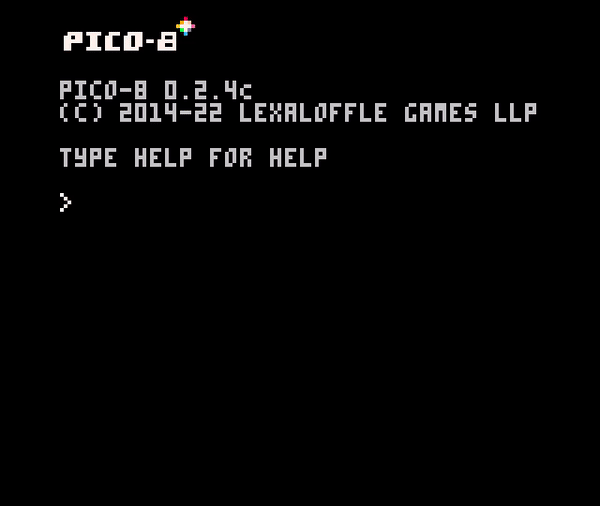 PICO-8
PICO-8 0.2.4c
(C) 2014-22 LEXALOFFLE GAMES LLP
TYPE HELP FOR HELP
>